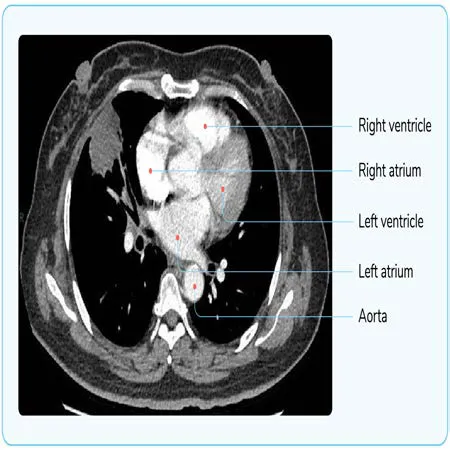 Right ventricle
Right atrium
Left ventricle
Left atrium
Aorta